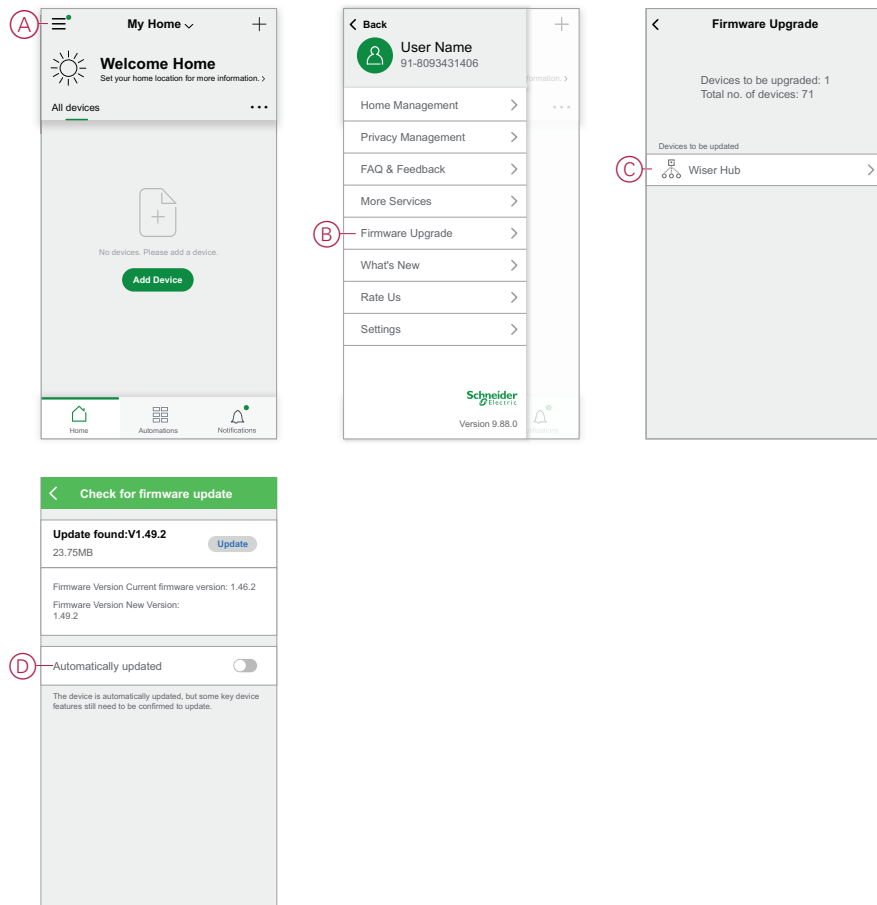 A
My Home
Welcome Home
Set your home location for more information. >
All devices
No devices. Please add a device.
Add Device
Home
Automations
Notifications
Back
User Name
91-8093431406
Home Management
Privacy Management
FAQ & Feedback
More Services
B
Firmware Upgrade
What's New
Rate Us
Settings
Schneider
Electric
Version 9.88.0
formation. >
Firmware Upgrade
Devices to be upgraded: 1
Total no. of devices: 71
Devices to be updated
C
Wiser Hub
Check for firmware update
Update found:V1.49.2
23.75MB
Update
Firmware Version Current firmware version: 1.46.2
Firmware Version New Version:
1.49.2
D
Automatically updated
The device is automatically updated, but some key device
features still need to be confirmed to update.